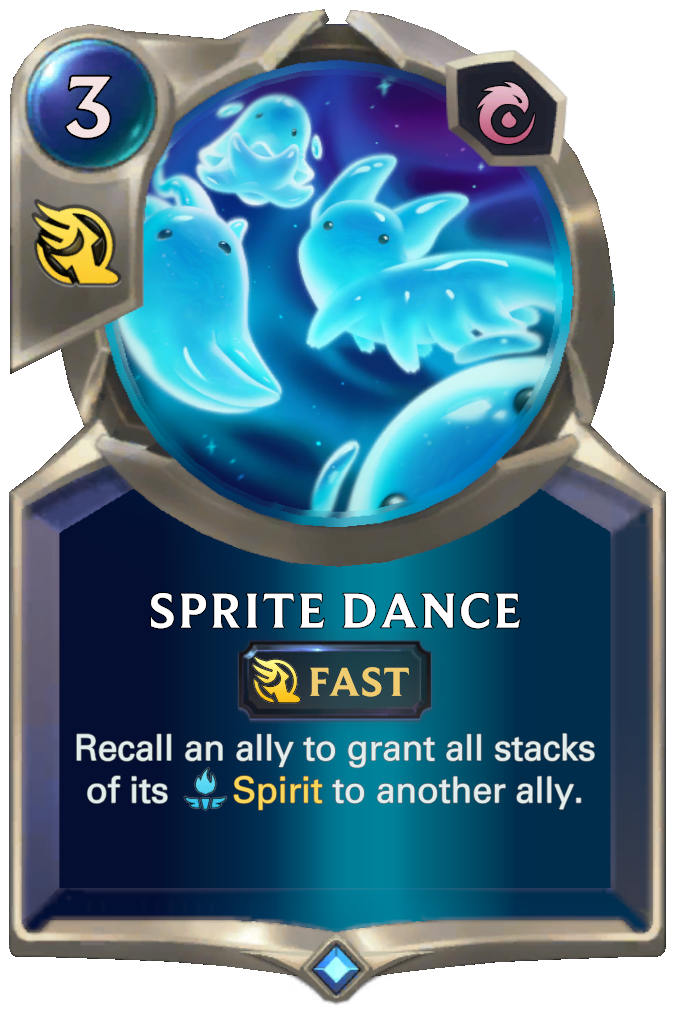 3
SPRITE DANCE
FAST
Recall an ally to grant all stacks
of its Spirit to another ally.